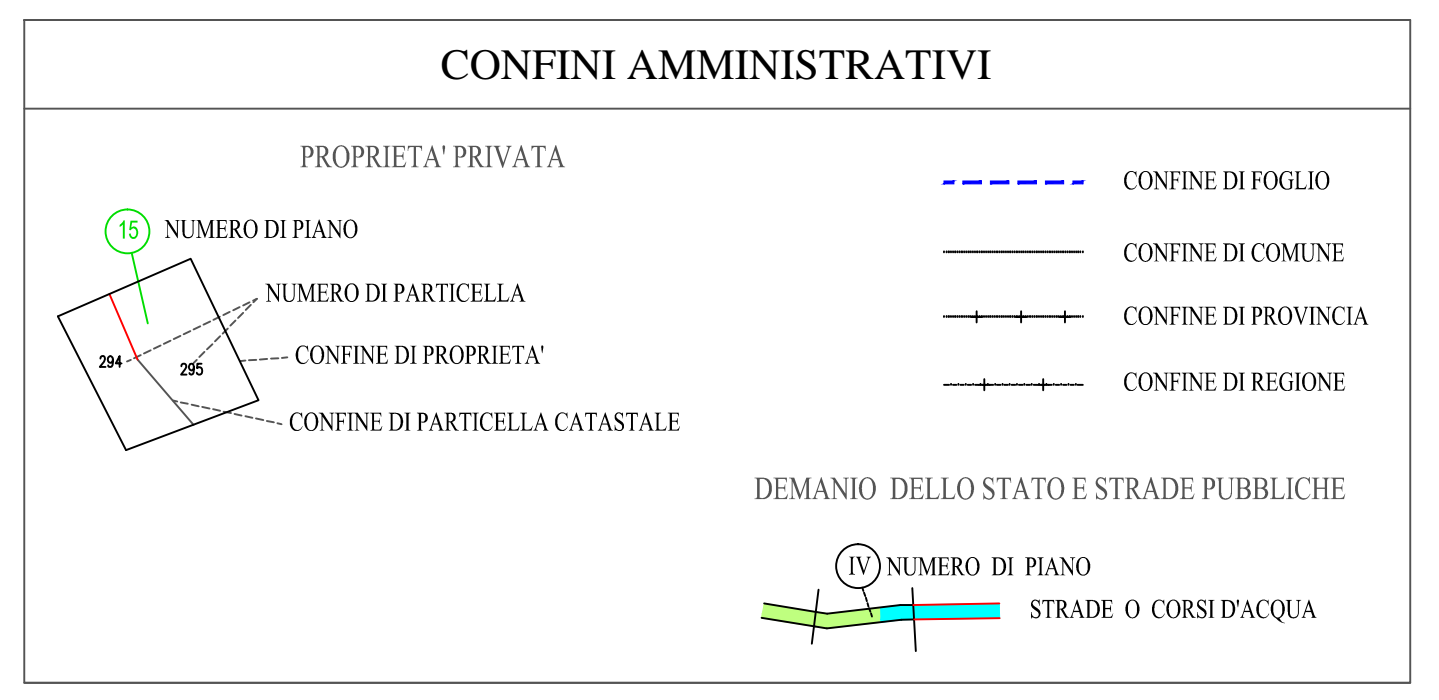 CONFINI AMMINISTRATIVI
PROPRIETA' PRIVATA
15 NUMERO DI PIANO
NUMERO DI PARTICELLA
294
295
CONFINE DI PROPRIETA'
CONFINE DI PARTICELLA CATASTALE
CONFINE DI FOGLIO
CONFINE DI COMUNE
CONFINE DI PROVINCIA
CONFINE DI REGIONE
DEMANIO DELLO STATO E STRADE PUBBLICHE
IV NUMERO DI PIANO
STRADE O CORSI D'ACQUA